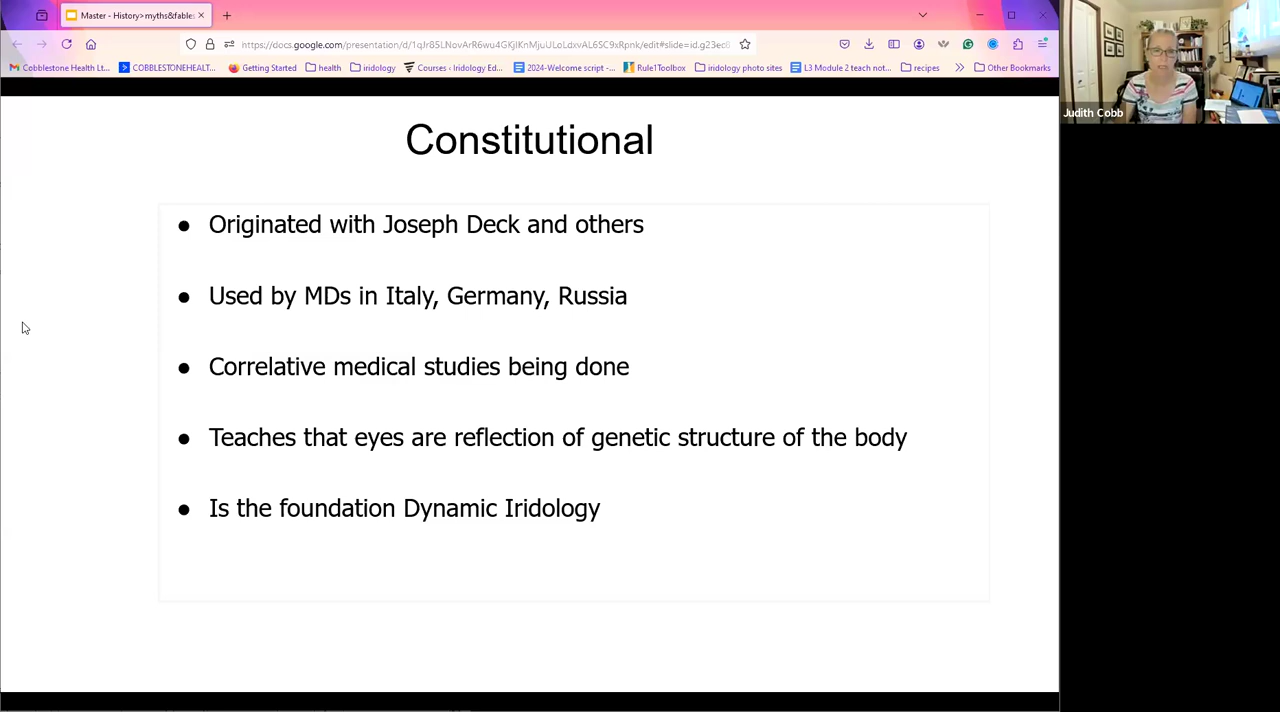 Master - History>myths&fable:
https://docs.google.com/presentation/d/1qJr85LNovArR6wu4GKjIKnMjuULoLdxvAL6SC9xRpnk/edit#slide=id.g23ecd
Cobblestone Health Lt...
COBBLESTONEHEALT...
Getting Started
health
iridology
Courses ‹ Iridology Ed...
2024-Welcome script -...
Rule1Toolbox
iridology photo sites
L3 Module 2 teach not...
recipes
Other Bookmarks
Judith Cobb
Constitutional
● Originated with Joseph Deck and others
● Used by MDs in Italy, Germany, Russia
● Correlative medical studies being done
● Teaches that eyes are reflection of genetic structure of the body
● Is the foundation Dynamic Iridology